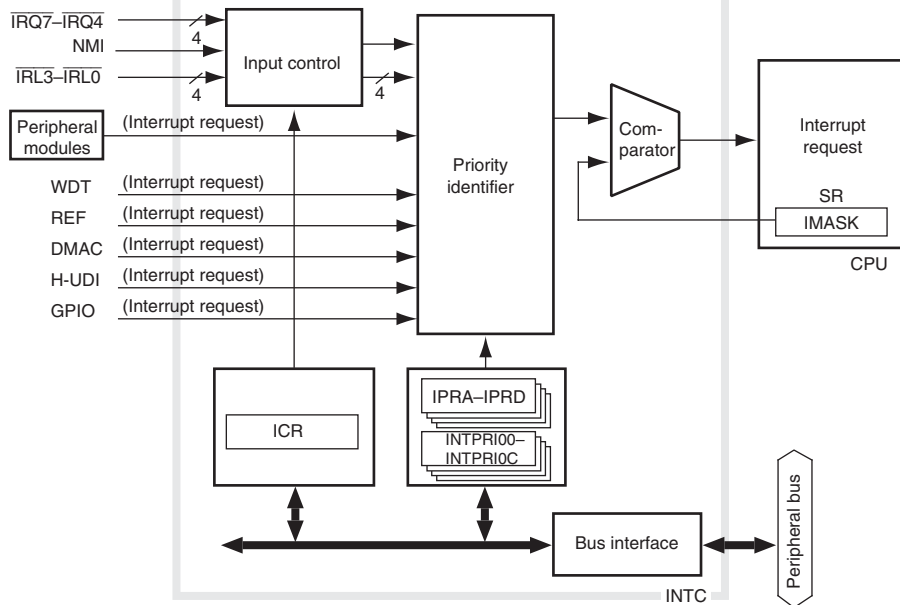 IRQ7–IRQ4
4
NMI
IRL3–IRL0
4
Input control
4
Peripheral
modules
(Interrupt request)
WDT
(Interrupt request)
REF
(Interrupt request)
DMAC
(Interrupt request)
H-UDI
(Interrupt request)
GPIO
(Interrupt request)
Priority
identifier
Com-
parator
Interrupt
request
SR
IMASK
CPU
ICR
IPRA–IPRD
INTPRI00–
INTPRI0C
Bus interface
Peripheral bus
INTC